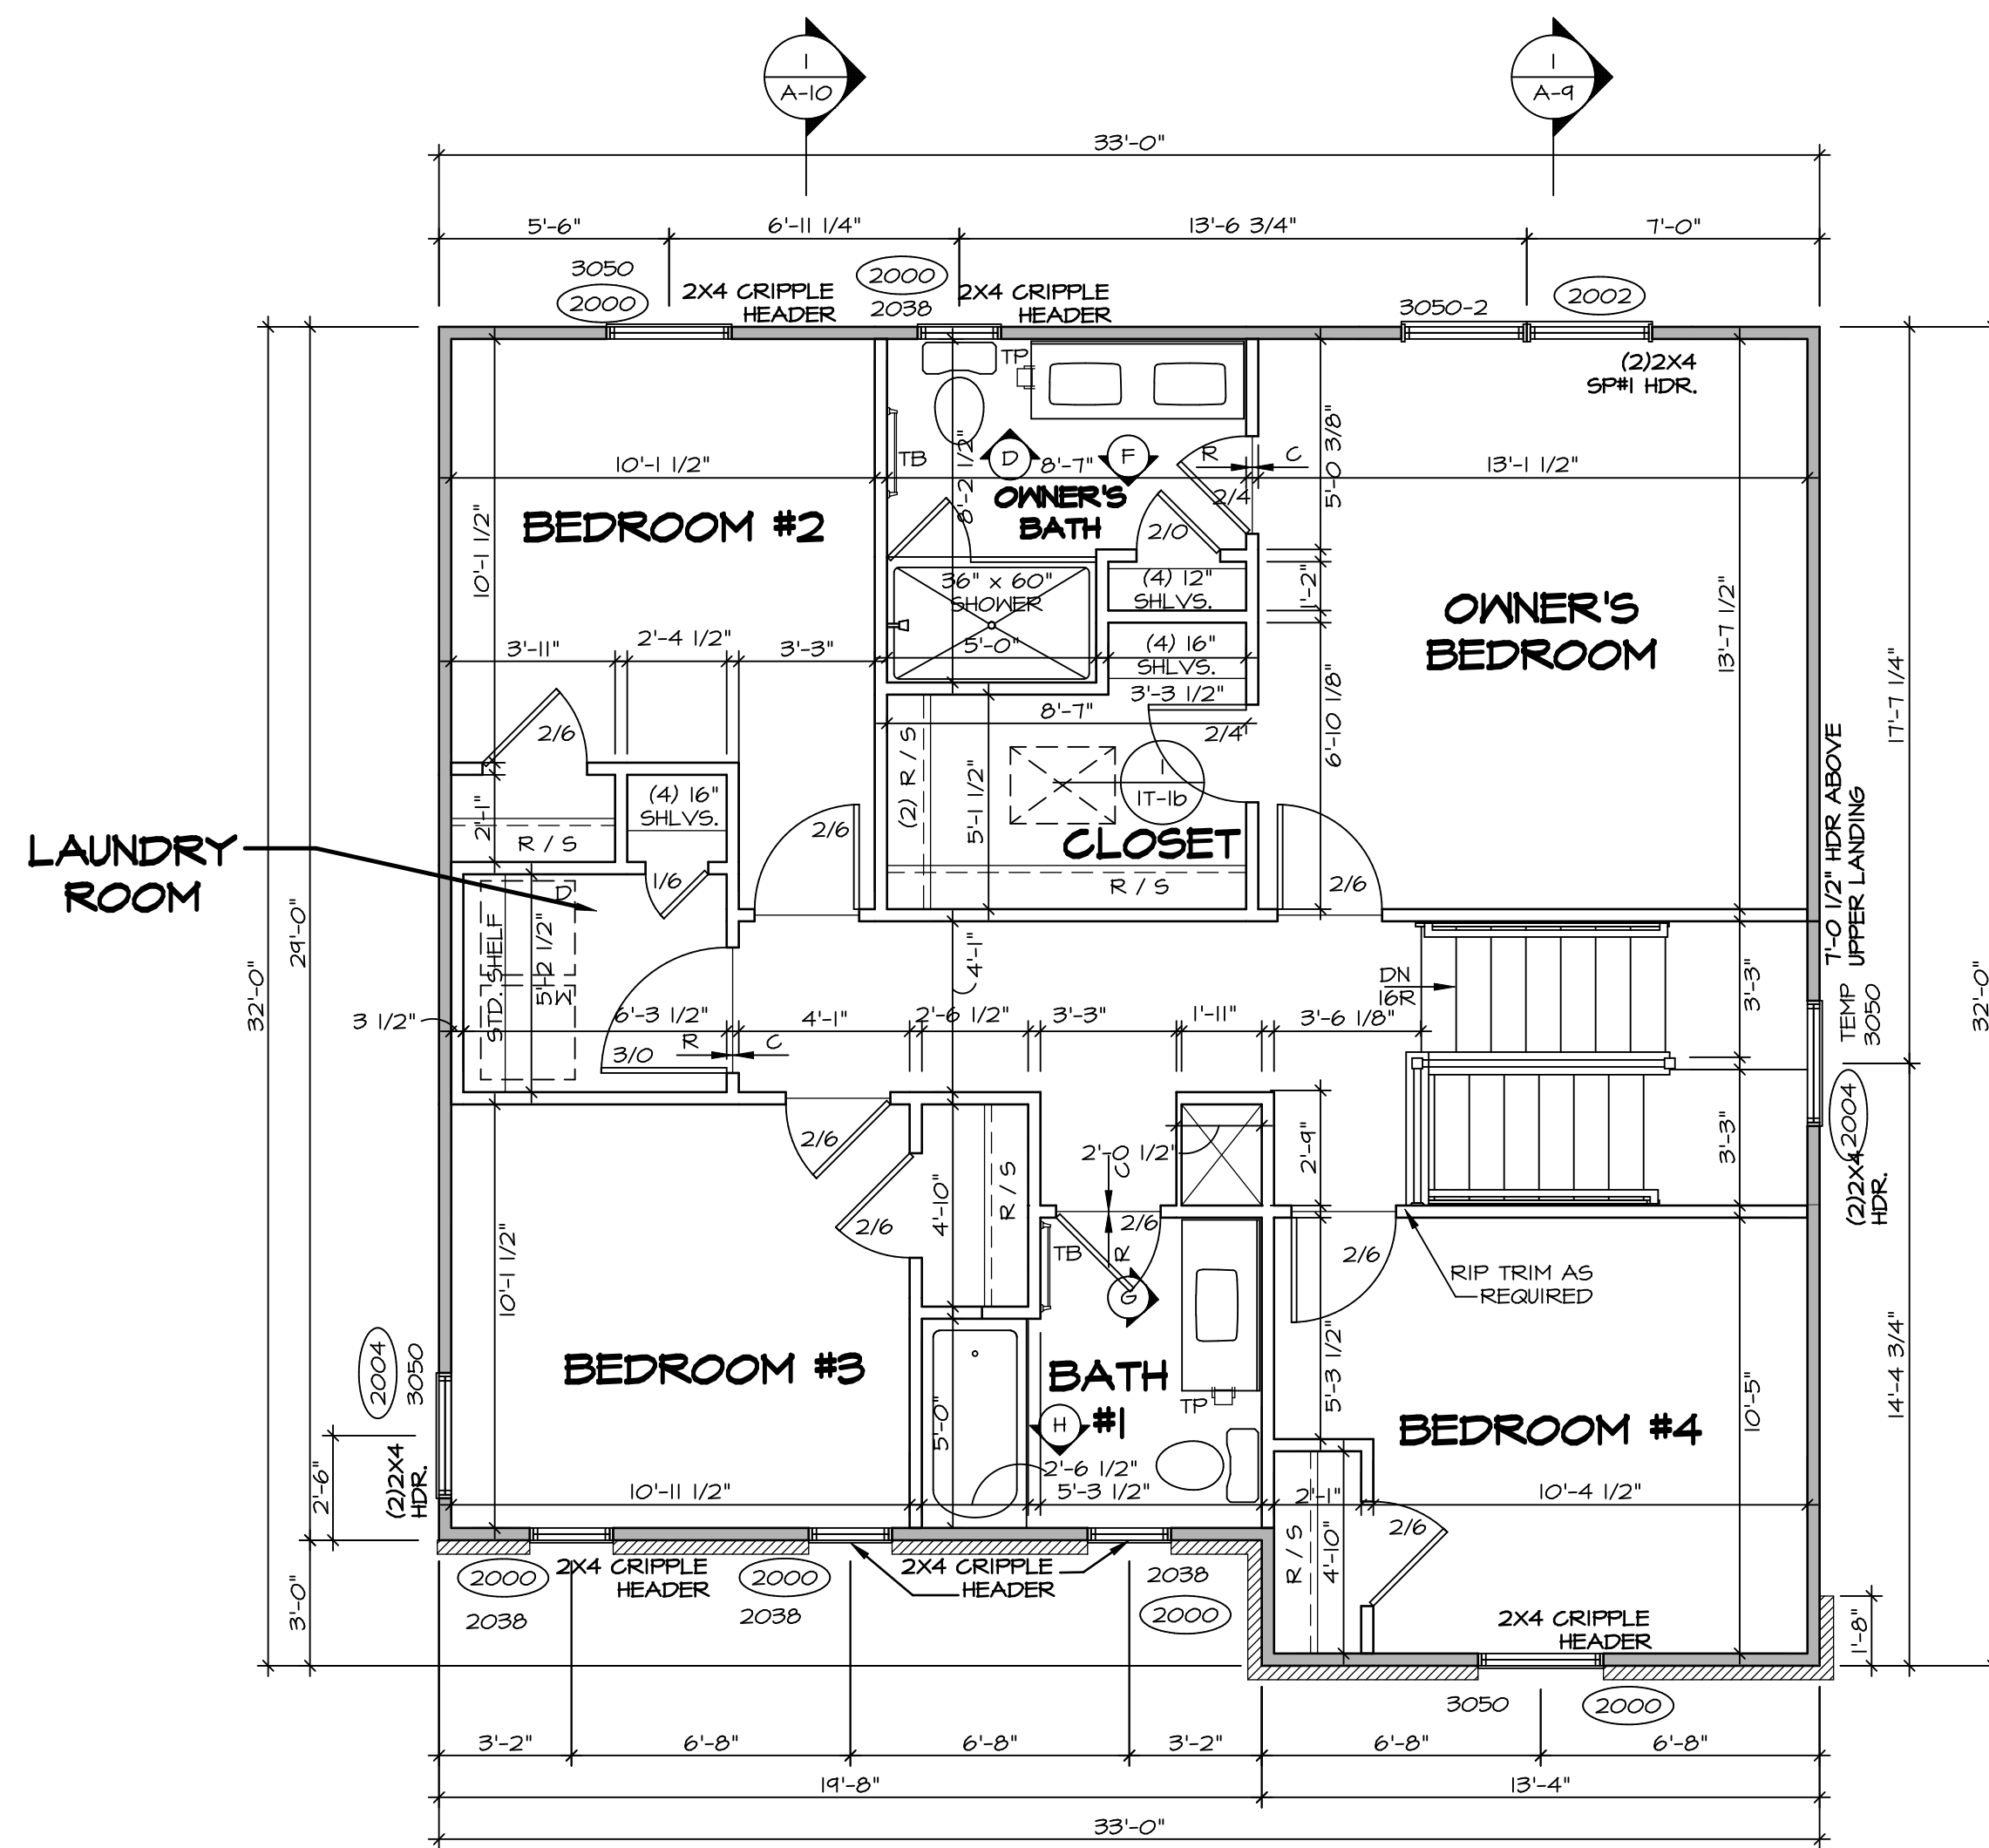 1
A-10
1
A-9
33'-0"
5'-6"
6'-11 1/4"
13'-6 3/4"
7'-0"
3050
2000
2X4 CRIPPLE
HEADER
2000
2038
2X4 CRIPPLE
HEADER
3050-2
2002
(2)2X4
SP#1 HDR.
TP
TB
10'-1 1/2"
8'-2 1/2"
D
8'-7"
F
R
C
2/4
5'-0 3/8"
13'-1 1/2"
BEDROOM #2
10'-1 1/2"
OWNER'S
BATH
2/0
36" x 60"
SHOWER
5'-0"
(4) 12"
SHLVS.
1'-2"
(4) 16"
SHLVS.
3'-3 1/2"
OWNER'S
BEDROOM
13'-7 1/2"
17'-7 1/4"
3'-11"
2'-4 1/2"
3'-3"
2/6
8'-7"
2/4
6'-10 1/8"
(2) R / S
5'-1 1/2"
1
1T-1b
CLOSET
R / S
2'-1"
R / S
(4) 16"
SHLVS.
2/6
2/6
7'-0 1/2" HDR ABOVE
UPPER LANDING
LAUNDRY
ROOM
1/6
D
W
STD. SHELF
5'-2 1/2"
32'-0"
29'-0"
3 1/2"
6'-3 1/2"
R
C
3/0
4'-1"
4'-1"
2'-6 1/2"
3'-3"
1'-11"
3'-6 1/8"
DN
16R
3'-3"
3'-3"
TEMP
3050
2004
(2)2X4
HDR.
32'-0"
2/6
2/6
4'-10"
R / S
2'-0 1/2"
C
R
2/6
2'-9"
TB
G
2/6
RIP TRIM AS
REQUIRED
10'-1 1/2"
BEDROOM #3
5'-0"
BATH
#1
H
TP
5'-3 1/2"
BEDROOM #4
10'-5"
14'-4 3/4"
2004
3050
(2)2X4
HDR.
2'-6"
10'-11 1/2"
2'-6 1/2"
5'-3 1/2"
2'-1"
10'-4 1/2"
R / S
4'-10"
2/6
3'-0"
2000
2038
2X4 CRIPPLE
HEADER
2000
2038
2X4 CRIPPLE
HEADER
2038
2000
2X4 CRIPPLE
HEADER
1'-8"
3050
2000
3'-2"
6'-8"
6'-8"
3'-2"
6'-8"
6'-8"
19'-8"
13'-4"
33'-0"